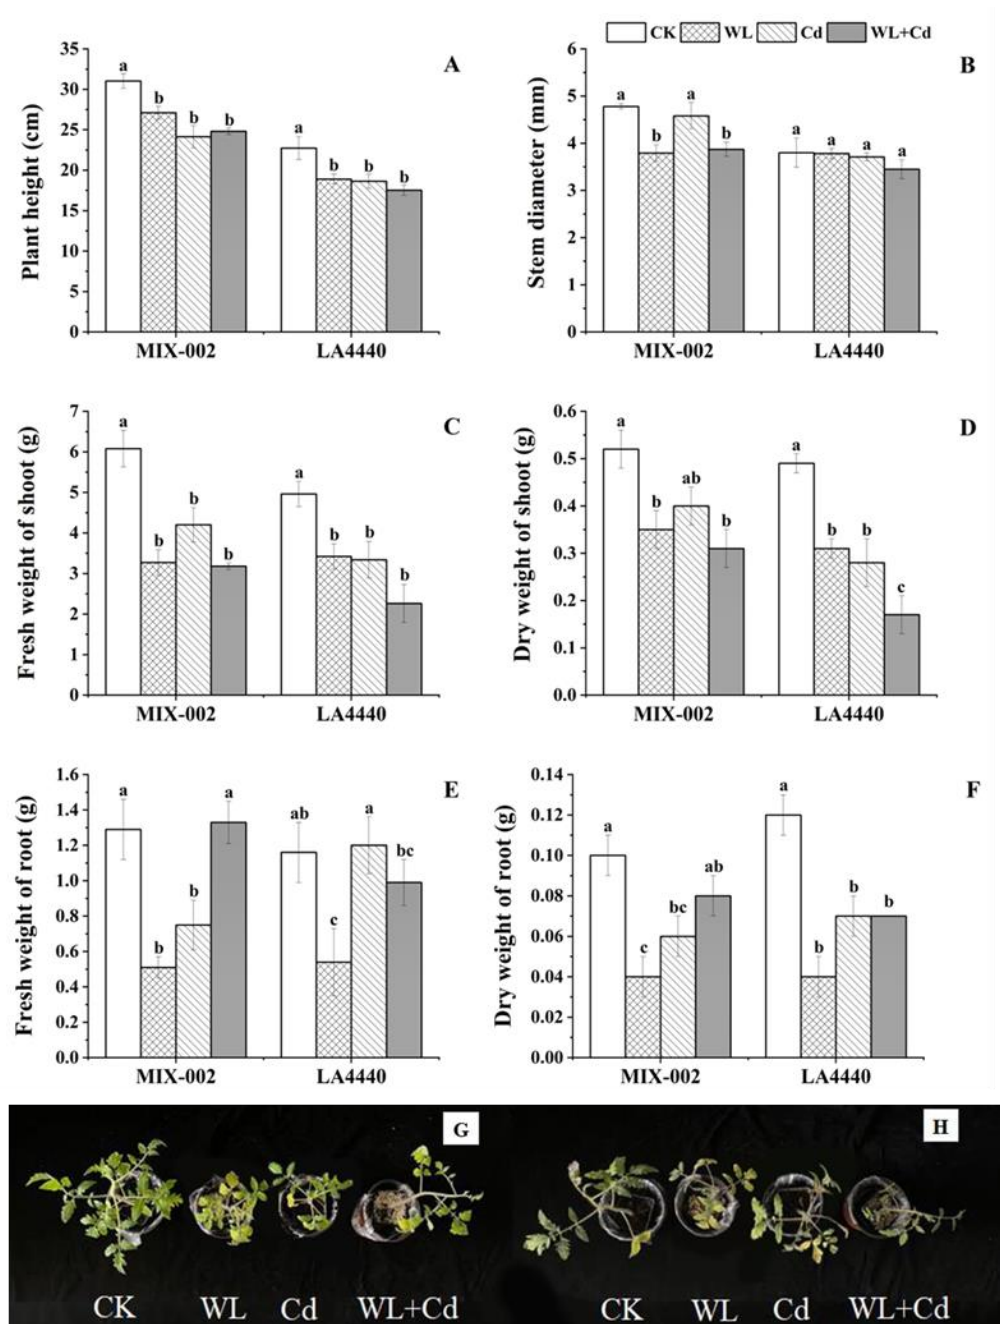 CK WL Cd WL+Cd
A
Plant height (cm)
35
30
25
20
15
10
5
0
a b b b a b b b
MIX-002 LA4440
B
Stem diameter (mm)
6
5
4
3
2
1
0
a b a b a a a a
MIX-002 LA4440
C
Fresh weight of shoot (g)
7
6
5
4
3
2
1
0
a b b b a b b b
MIX-002 LA4440
D
Dry weight of shoot (g)
0.6
0.5
0.4
0.3
0.2
0.1
0.0
a b ab b a b b c
MIX-002 LA4440
E
Fresh weight of root (g)
1.6
1.4
1.2
1.0
0.8
0.6
0.4
0.2
0.0
a b b a ab c a bc
MIX-002 LA4440
F
Dry weight of root (g)
0.14
0.12
0.10
0.08
0.06
0.04
0.02
0.00
a c bc ab a b b b
MIX-002 LA4440
G
CK WL Cd WL+Cd
H
CK WL Cd WL+Cd